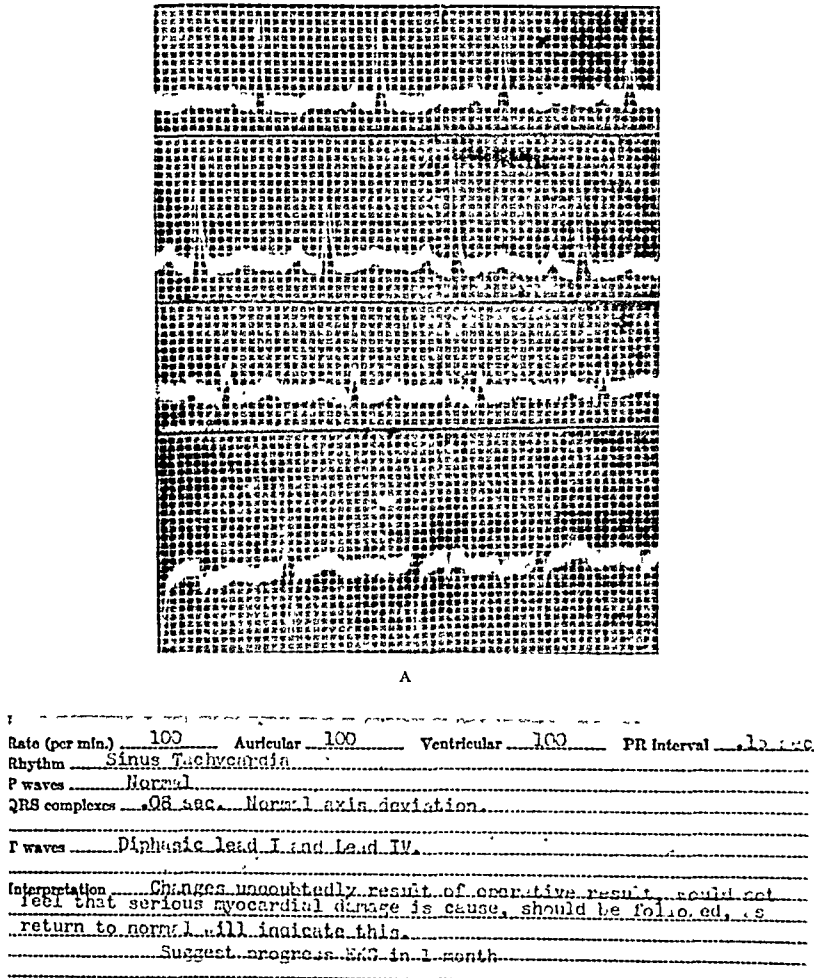 A
Rate (per min.) 100 Auricular 100 Ventricular 100 PR Interval .15 sec
Rhythm Sinus Tachycardia
P waves Normal
QRS complexes .08 sec. Normal axis deviation.
T waves Diphasic lead I and Lead IV.
Interpretation Changes undoubtedly result of operative result, would not
feel that serious myocardial damage is cause, should be followed, as
return to normal will indicate this.
Suggest progress EKG in 1 month